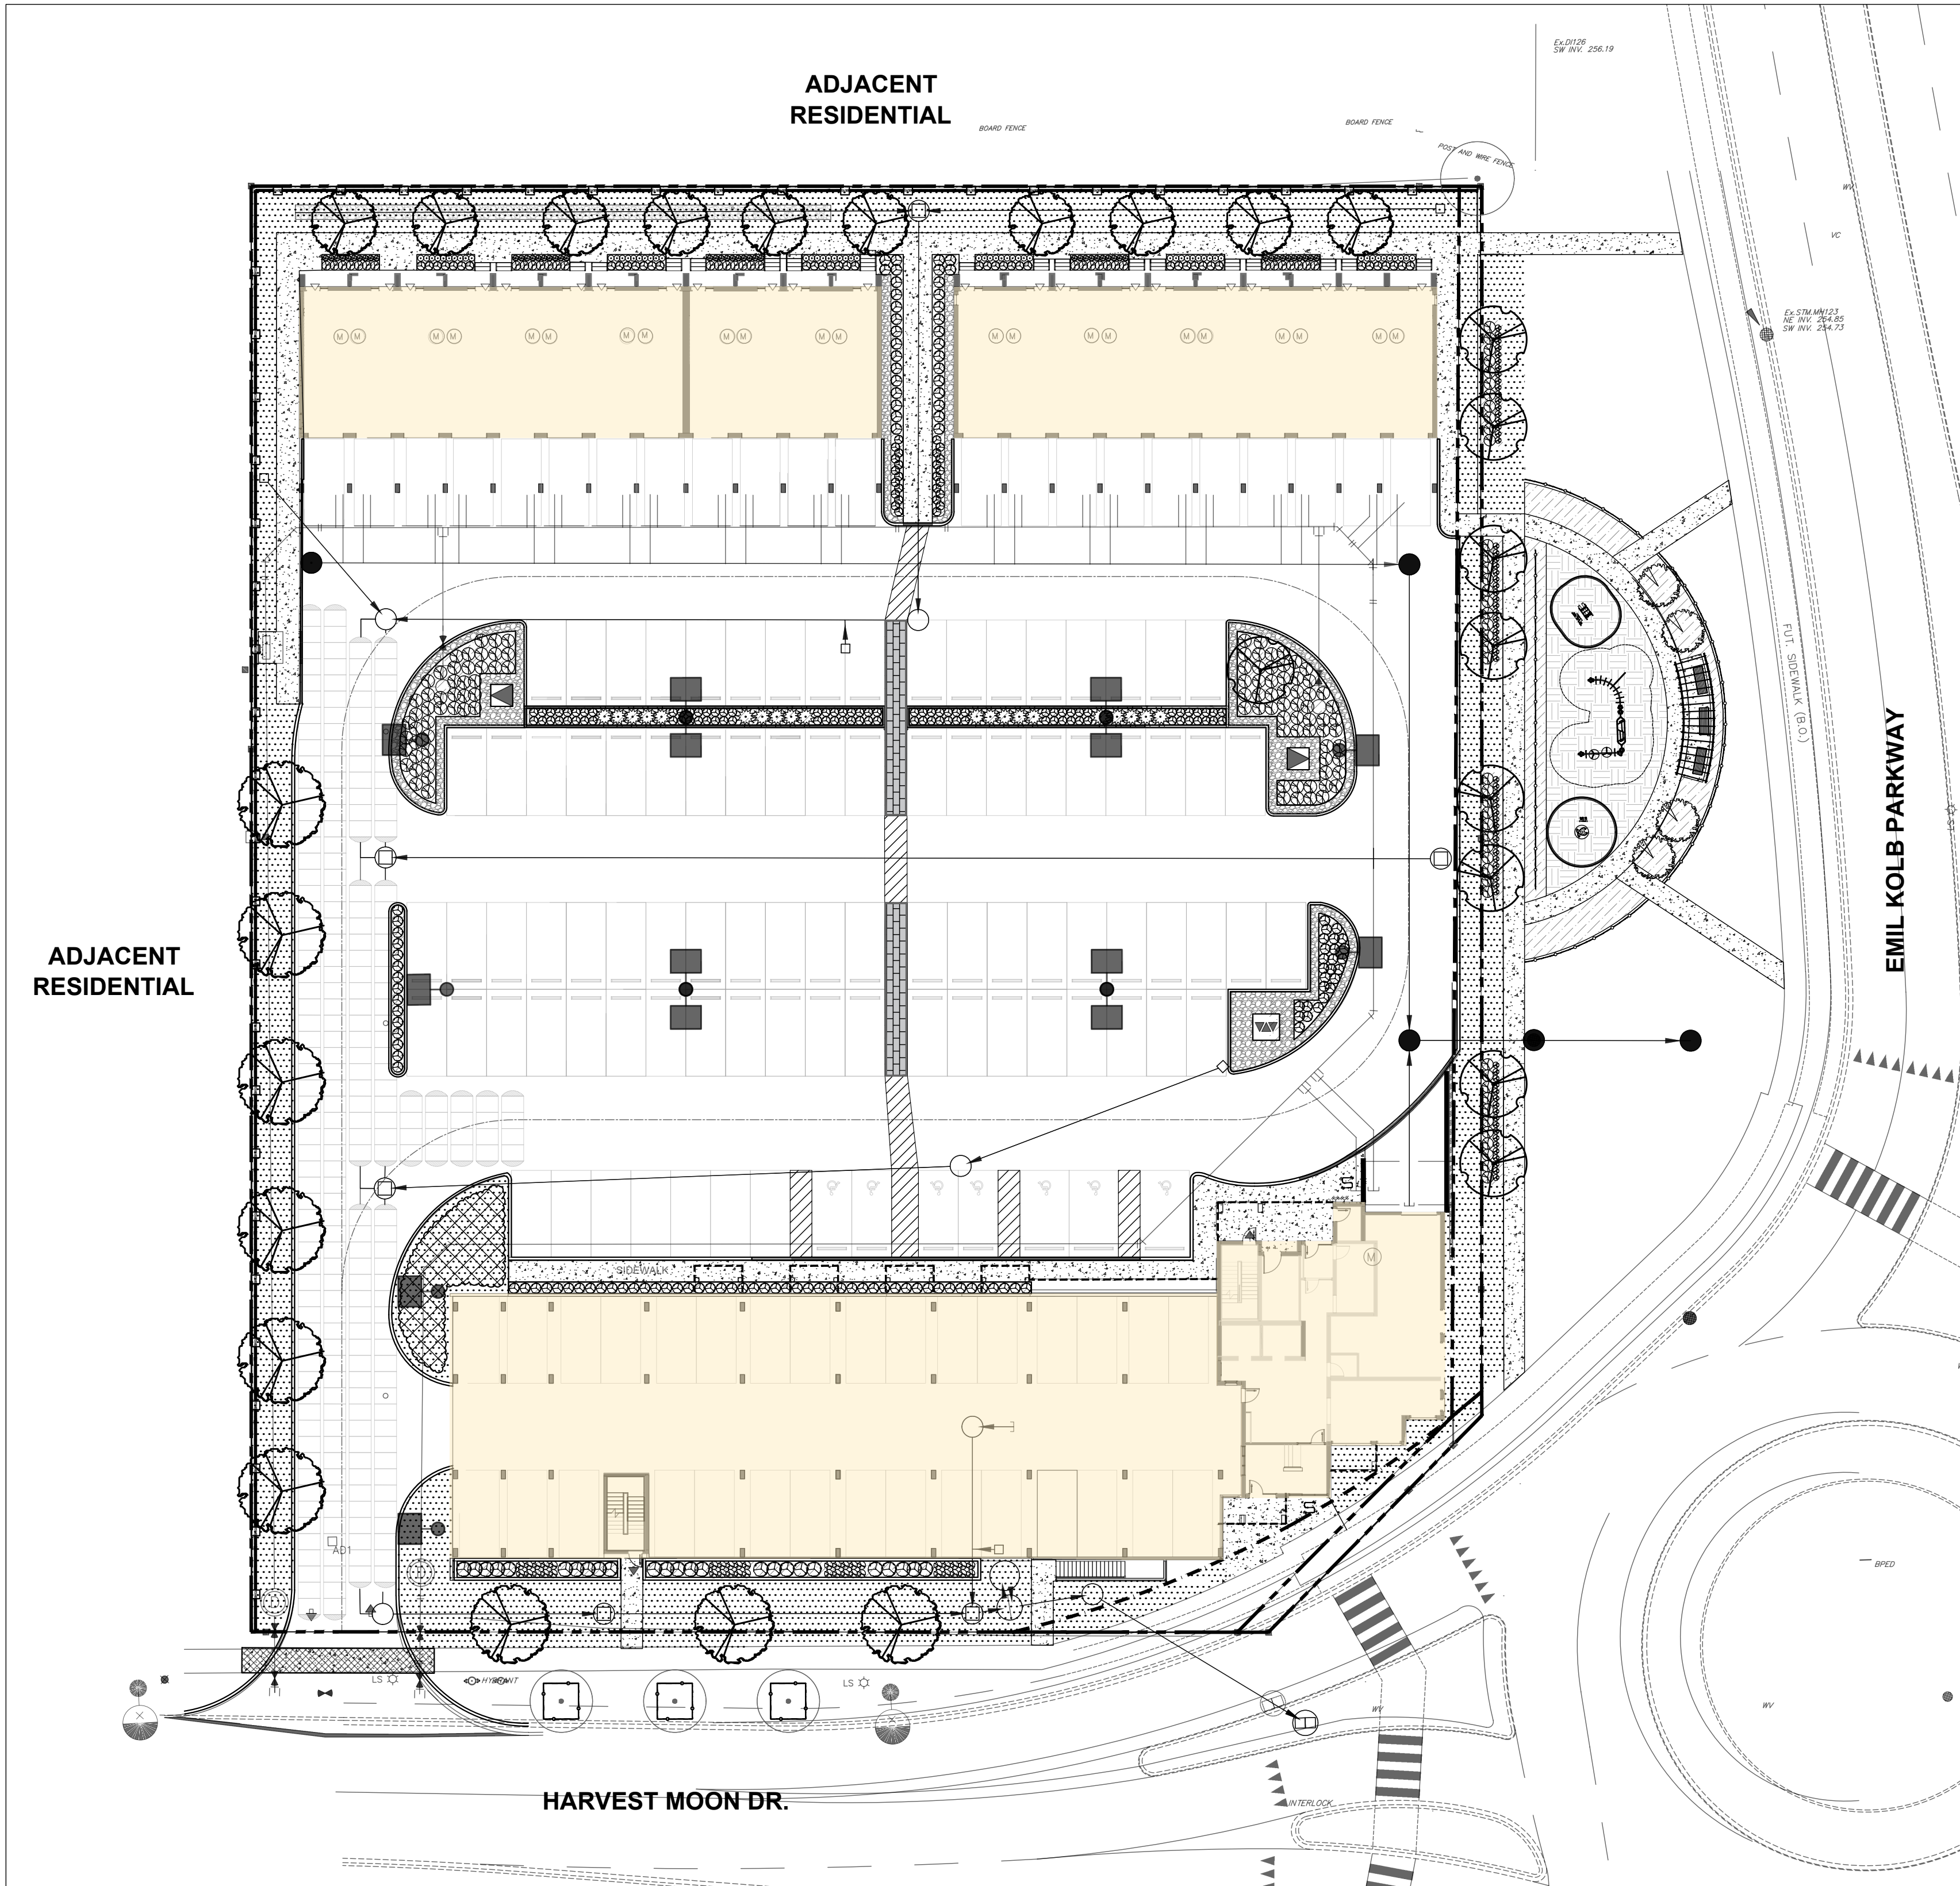 Ex.DI126
SW INV. 256.19
ADJACENT
RESIDENTIAL
BOARD FENCE
BOARD FENCE
POST AND WIRE FENCE
WV
VC
Ex.STM.MH123
NE INV. 254.85
SW INV. 254.73
M M
M M
M M
M M
M M
M M
M M
M M
M M
M M
M M
FUT. SIDEWALK (B.O.)
EMIL KOLB PARKWAY
ADJACENT
RESIDENTIAL
SIDEWALK
M
AD1
BPED
LS
HYDRANT
LS
WV
WV
HARVEST MOON DR.
INTERLOCK